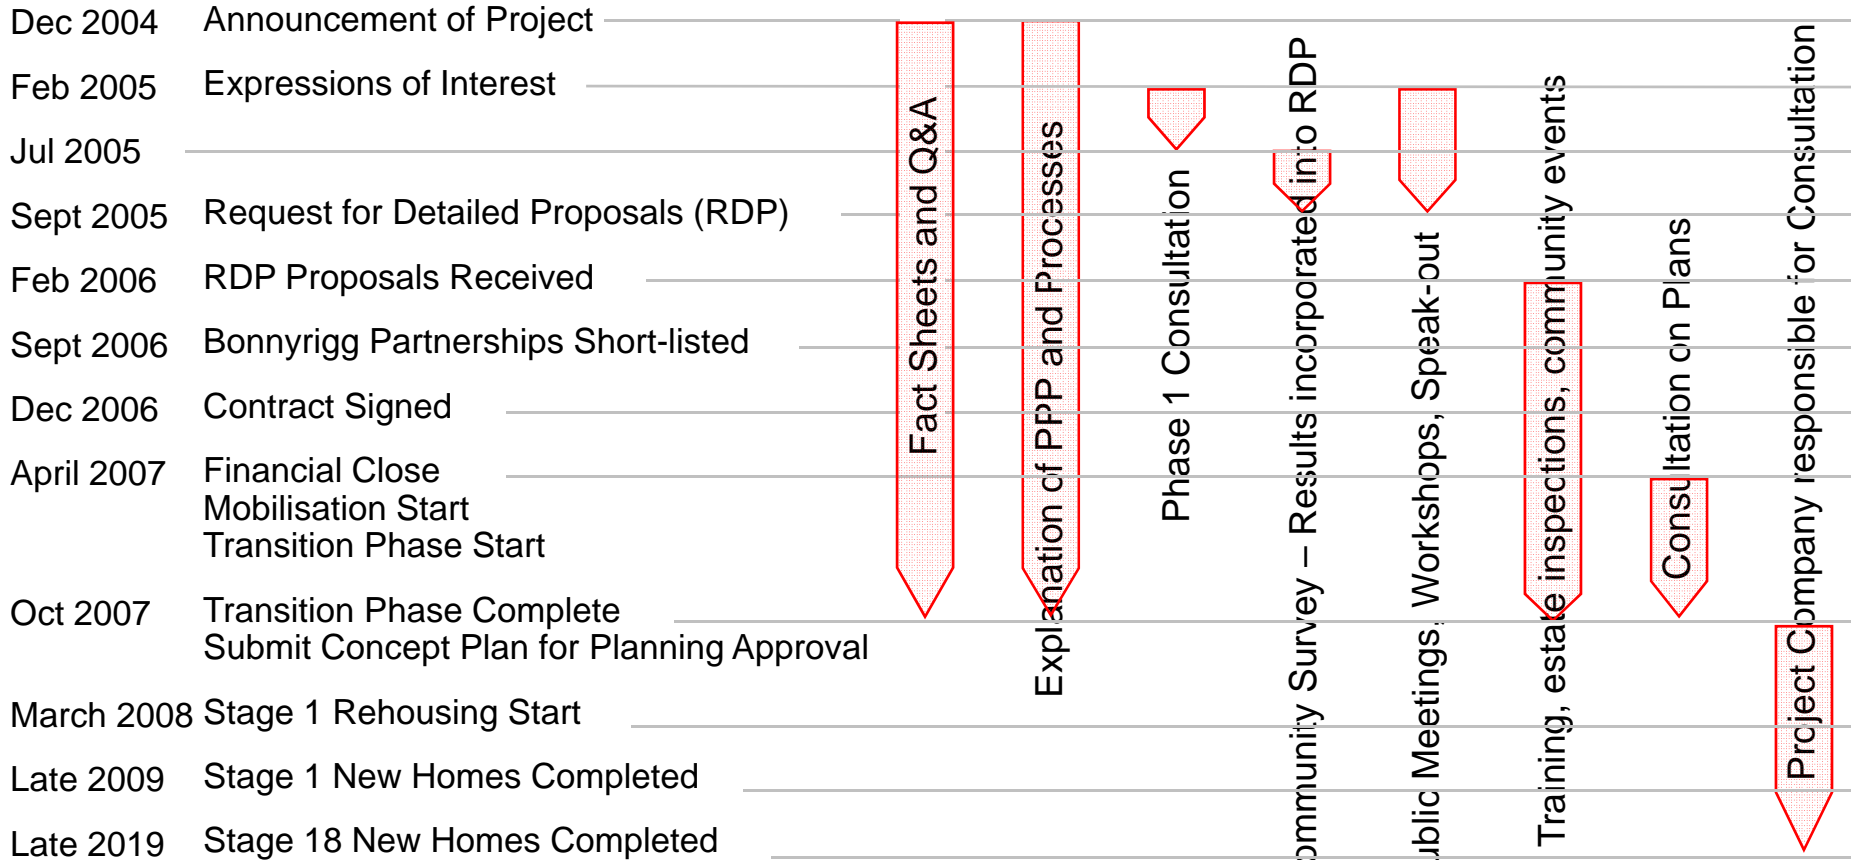 Dec 2004 Announcement of Project
Feb 2005 Expressions of Interest
Jul 2005
Sept 2005 Request for Detailed Proposals (RDP)
Feb 2006 RDP Proposals Received
Sept 2006 Bonnyrigg Partnerships Short-listed
Dec 2006 Contract Signed
April 2007 Financial Close
Mobilisation Start
Transition Phase Start
Oct 2007 Transition Phase Complete
Submit Concept Plan for Planning Approval
March 2008 Stage 1 Rehousing Start
Late 2009 Stage 1 New Homes Completed
Late 2019 Stage 18 New Homes Completed
Fact Sheets and Q&A
Explanation of PPP and Processes
Phase 1 Consultation
ommunity Survey – Results incorporated into RDP
ublic Meetings, Workshops, Speak-out
Training, estate inspections, community events
Consultation on Plans
Project Company responsible for Consultation